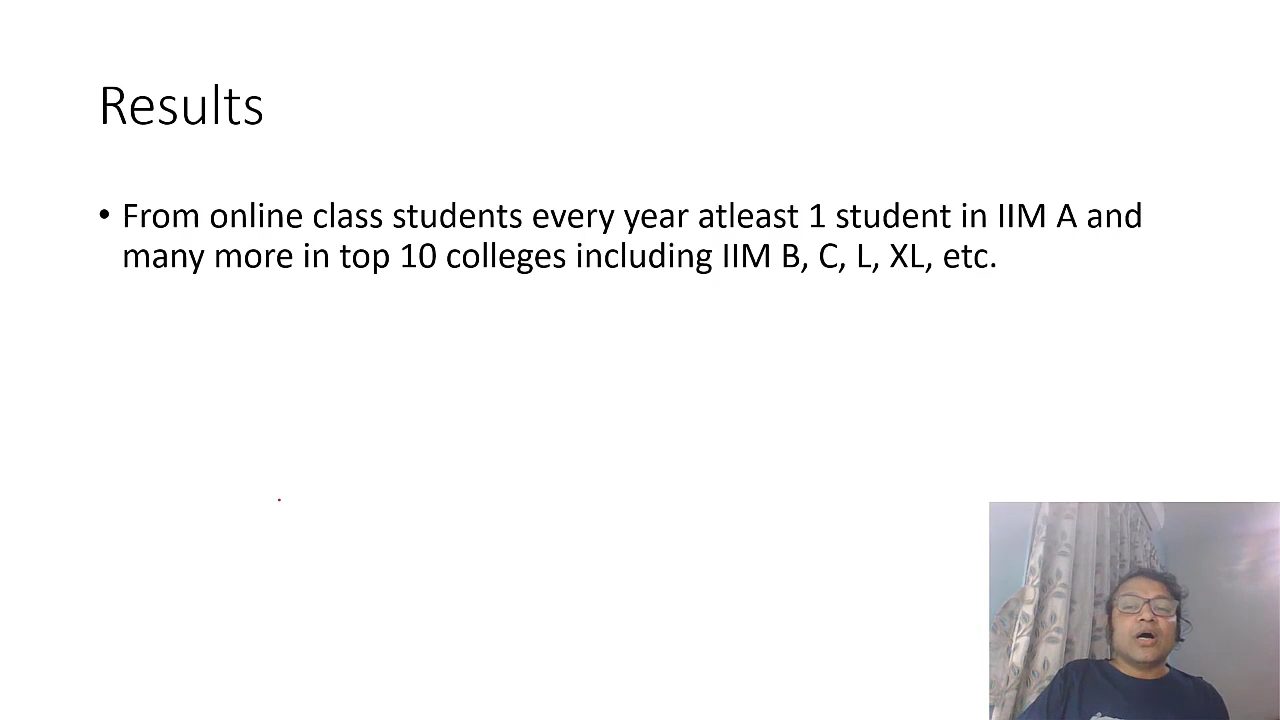 Results
• From online class students every year atleast 1 student in IIM A and
many more in top 10 colleges including IIM B, C, L, XL, etc.